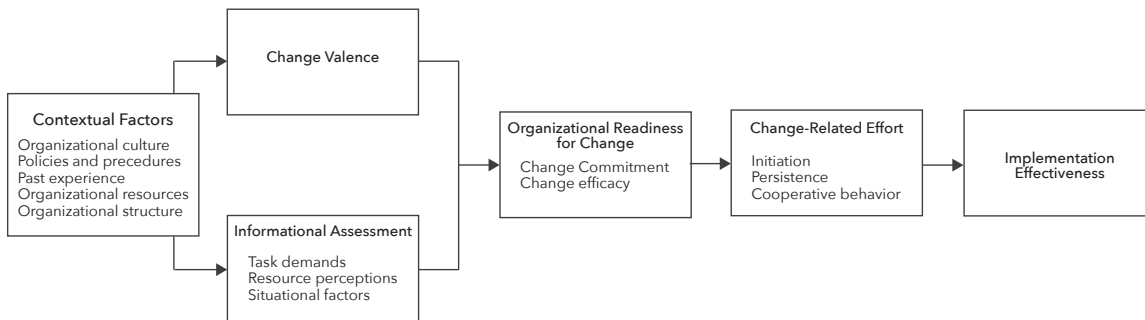 Change Valence
Contextual Factors
Organizational culture
Policies and precedures
Past experience
Organizational resources
Organizational structure
Informational Assessment
Task demands
Resource perceptions
Situational factors
Organizational Readiness
for Change
Change Commitment
Change efficacy
Change-Related Effort
Initiation
Persistence
Cooperative behavior
Implementation
Effectiveness